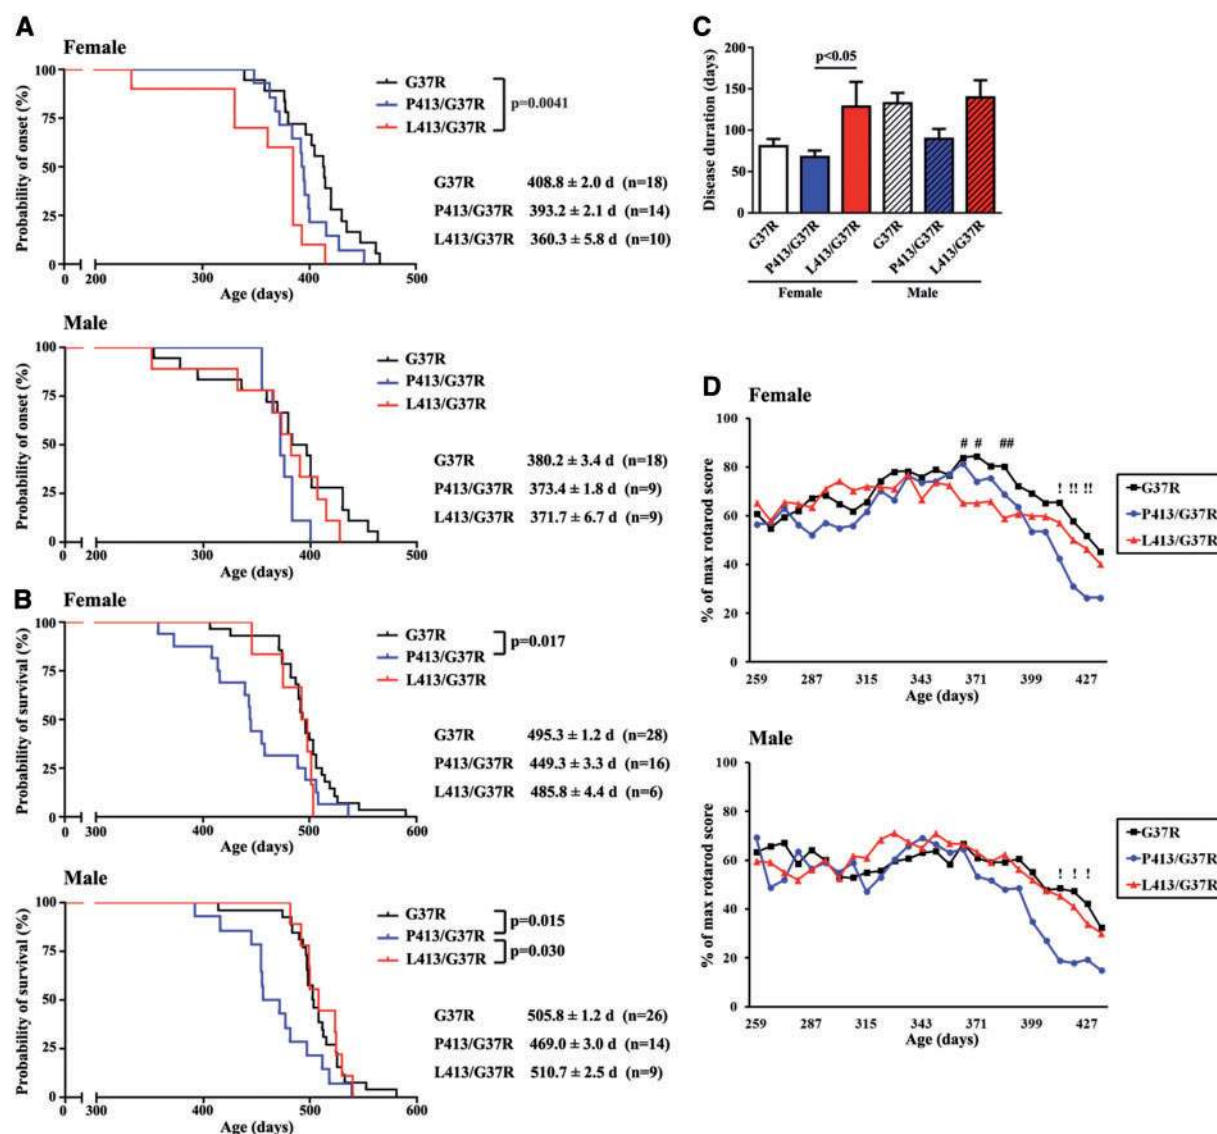 A
Female
Probability of onset (%)
100
75
50
25
0
0 200 300 400 500
Age (days)
G37R
P413/G37R
L413/G37R
p=0.0041
G37R 408.8 ± 2.0 d (n=18)
P413/G37R 393.2 ± 2.1 d (n=14)
L413/G37R 360.3 ± 5.8 d (n=10)
Male
Probability of onset (%)
100
75
50
25
0
0 200 300 400 500
Age (days)
G37R
P413/G37R
L413/G37R
G37R 380.2 ± 3.4 d (n=18)
P413/G37R 373.4 ± 1.8 d (n=9)
L413/G37R 371.7 ± 6.7 d (n=9)
B
Female
Probability of survival (%)
100
75
50
25
0
0 300 400 500 600
Age (days)
G37R
P413/G37R
L413/G37R
p=0.017
G37R 495.3 ± 1.2 d (n=28)
P413/G37R 449.3 ± 3.3 d (n=16)
L413/G37R 485.8 ± 4.4 d (n=6)
Male
Probability of survival (%)
100
75
50
25
0
0 300 400 500 600
Age (days)
G37R
P413/G37R
L413/G37R
p=0.015
p=0.030
G37R 505.8 ± 1.2 d (n=26)
P413/G37R 469.0 ± 3.0 d (n=14)
L413/G37R 510.7 ± 2.5 d (n=9)
C
Disease duration (days)
200
150
100
50
0
p<0.05
G37R P413/G37R L413/G37R G37R P413/G37R L413/G37R
Female Male
D
Female
% of max rotarod score
100
80
60
40
20
0
# # ##
! !! !!
259 287 315 343 371 399 427
Age (days)
G37R
P413/G37R
L413/G37R
Male
% of max rotarod score
100
80
60
40
20
0
! ! !
259 287 315 343 371 399 427
Age (days)
G37R
P413/G37R
L413/G37R